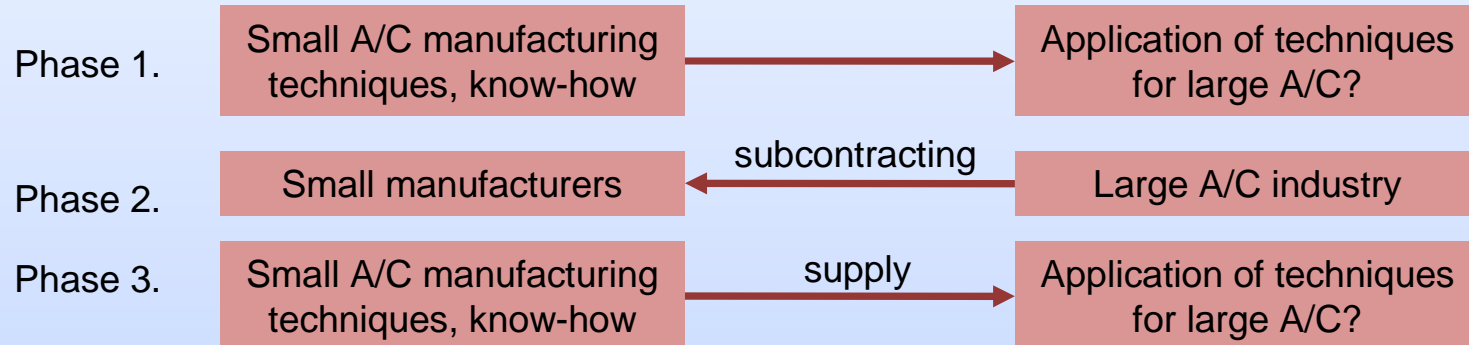 Phase 1.
Small A/C manufacturing
techniques, know-how
Application of techniques
for large A/C?
Phase 2.
Small manufacturers
subcontracting
Large A/C industry
Phase 3.
Small A/C manufacturing
techniques, know-how
supply
Application of techniques
for large A/C?